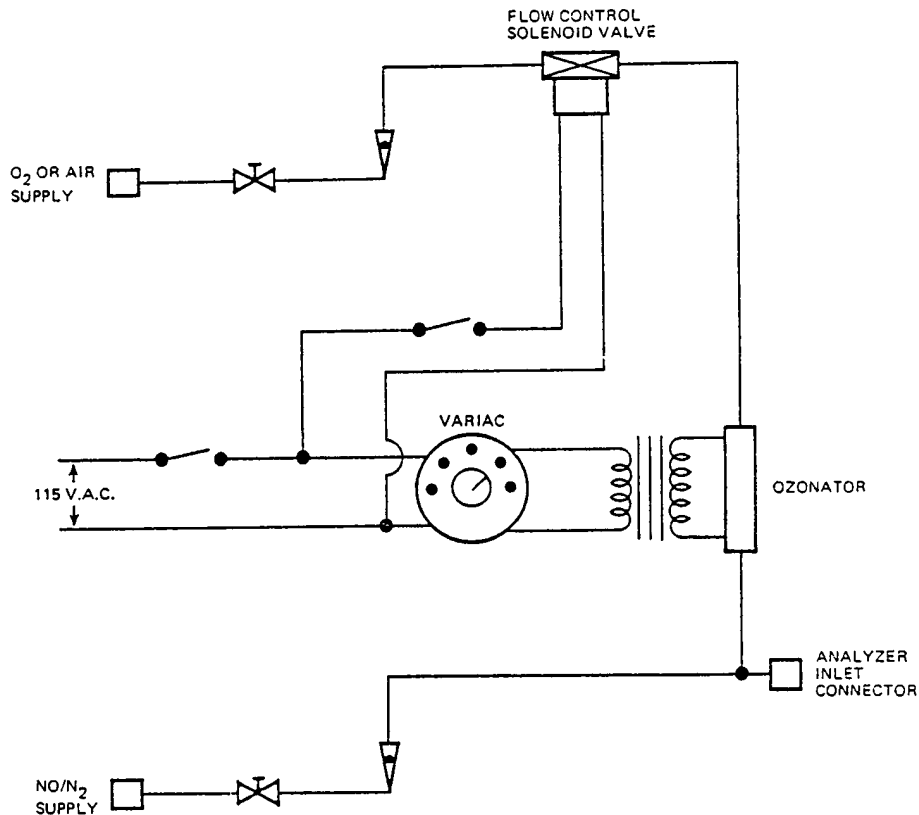 FLOW CONTROL
SOLENOID VALVE
O₂ OR AIR
SUPPLY
VARIAC
115 V.A.C.
OZONATOR
ANALYZER
INLET
CONNECTOR
NO/N₂
SUPPLY